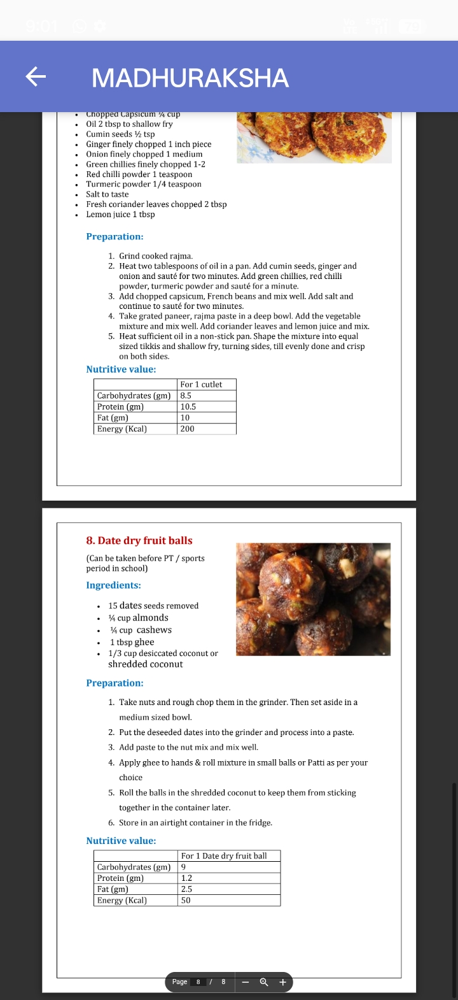 9:01
MADHURAKSHA
• Chopped Capsicum ¼ cup
• Oil 2 tbsp to shallow fry
• Cumin seeds ½ tsp
• Ginger finely chopped 1 inch piece
• Onion finely chopped 1 medium
• Green chillies finely chopped 1-2
• Red chilli powder 1 teaspoon
• Turmeric powder 1/4 teaspoon
• Salt to taste
• Fresh coriander leaves chopped 2 tbsp
• Lemon juice 1 tbsp
Preparation:
1. Grind cooked rajma.
2. Heat two tablespoons of oil in a pan. Add cumin seeds, ginger and
onion and sauté for two minutes. Add green chillies, red chilli
powder, turmeric powder and sauté for a minute.
3. Add chopped capsicum, French beans and mix well. Add salt and
continue to sauté for two minutes.
4. Take grated paneer, rajma paste in a deep bowl. Add the vegetable
mixture and mix well. Add coriander leaves and lemon juice and mix.
5. Heat sufficient oil in a non-stick pan. Shape the mixture into equal
sized tikkis and shallow fry, turning sides, till evenly done and crisp
on both sides.
Nutritive value:
For 1 cutlet
Carbohydrates (gm) 8.5
Protein (gm) 10.5
Fat (gm) 10
Energy (Kcal) 200
8. Date dry fruit balls
(Can be taken before PT / sports
period in school)
Ingredients:
• 15 dates seeds removed
• ¼ cup almonds
• ¼ cup cashews
• 1 tbsp ghee
• 1/3 cup desiccated coconut or
shredded coconut
Preparation:
1. Take nuts and rough chop them in the grinder. Then set aside in a
medium sized bowl.
2. Put the deseeded dates into the grinder and process into a paste.
3. Add paste to the nut mix and mix well.
4. Apply ghee to hands & roll mixture in small balls or Patti as per your
choice
5. Roll the balls in the shredded coconut to keep them from sticking
together in the container later.
6. Store in an airtight container in the fridge.
Nutritive value:
For 1 Date dry fruit ball
Carbohydrates (gm) 9
Protein (gm) 1.2
Fat (gm) 2.5
Energy (Kcal) 50
Page 8 / 8